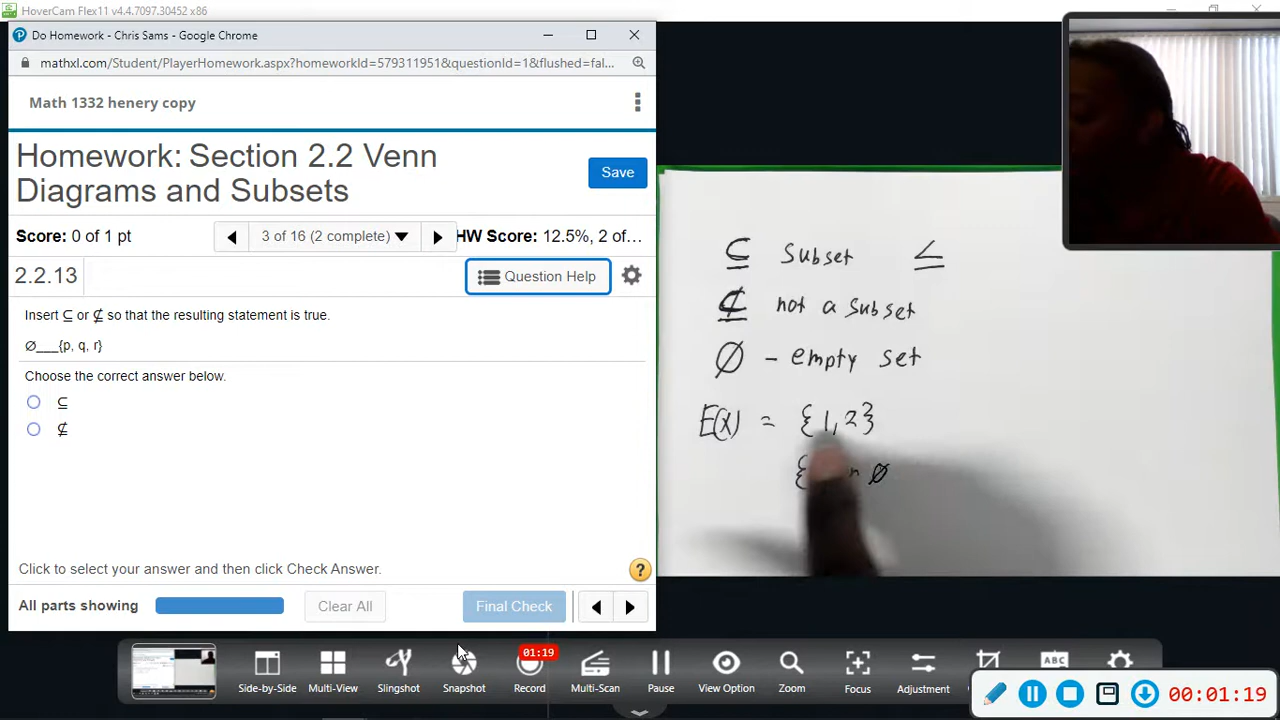 HoverCam Flex11 v4.4.7097.30452 x86
Do Homework - Chris Sams - Google Chrome
mathxl.com/Student/PlayerHomework.aspx?homeworkId=579311951&questionId=1&flushed=fal...
Math 1332 henery copy
Homework: Section 2.2 Venn
Diagrams and Subsets
Save
Score: 0 of 1 pt
3 of 16 (2 complete)
HW Score: 12.5%, 2 of...
2.2.13
Question Help
Insert ⊆ or ⊈ so that the resulting statement is true.
∅___{p, q, r}
Choose the correct answer below.
⊆
⊈
Click to select your answer and then click Check Answer.
?
All parts showing
Clear All
Final Check
⊆ Subset ≤
⊈ not a subset
∅ - empty set
E(x) = {1, 2}
{ ∅
01:19
Side-by-Side
Multi-View
Slingshot
Snapshot
Record
Multi-Scan
Pause
View Option
Zoom
Focus
Adjustment
ABC
00:01:19